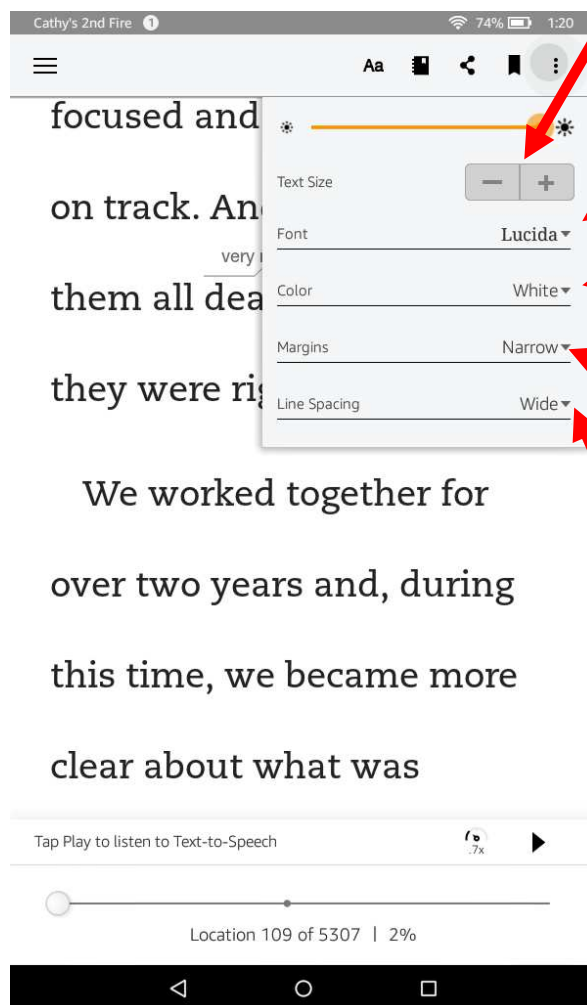 Cathy's 2nd Fire 1 74% 1:20
Aa
focused and
Text Size
on track. An
Font Lucida
very
them all dea
Color White
Margins Narrow
they were rig
Line Spacing Wide
We worked together for
over two years and, during
this time, we became more
clear about what was
Tap Play to listen to Text-to-Speech .7x
Location 109 of 5307 | 2%